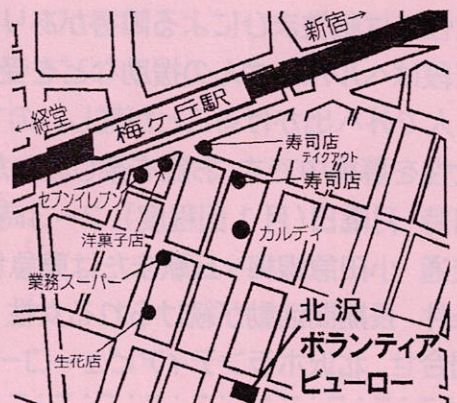 新宿→
←経堂
梅ヶ丘駅
寿司店
テイクアウト
寿司店
セブンイレブン
洋菓子店
カルディ
業務スーパー
生花店
北沢
ボランティア
ビューロー